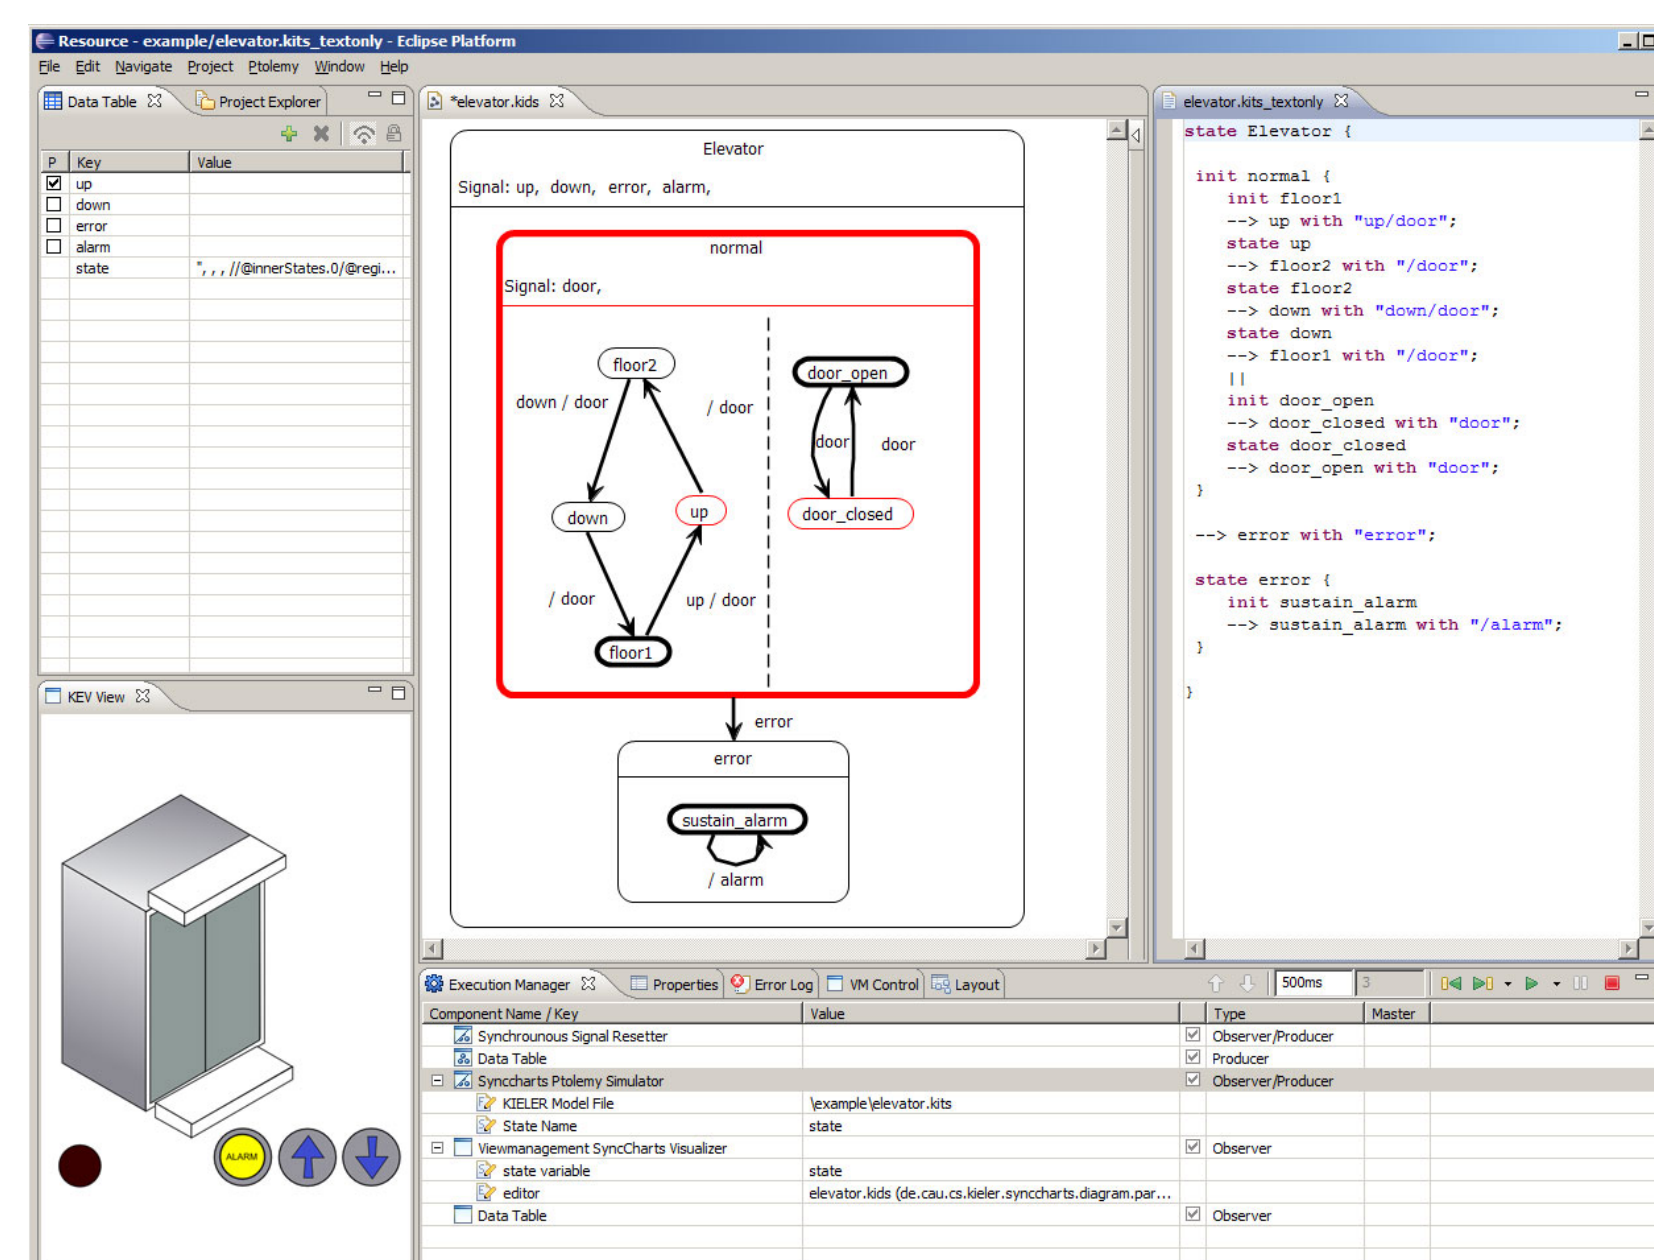 Resource - example/elevator.kits_textonly - Eclipse Platform
File Edit Navigate Project Ptolemy Window Help
Data Table Project Explorer
P Key Value
up
down
error
alarm
state ", , , //@innerStates.0/@regi...
KEV View
ALARM
*elevator.kids
Elevator
Signal: up, down, error, alarm,
normal
Signal: door,
floor2
door_open
down / door
/ door
door
door
down
up
door_closed
/ door
up / door
floor1
error
error
sustain_alarm
/ alarm
elevator.kits_textonly
state Elevator {
init normal {
init floor1
--> up with "up/door";
state up
--> floor2 with "/door";
state floor2
--> down with "down/door";
state down
--> floor1 with "/door";
||
init door_open
--> door_closed with "door";
state door_closed
--> door_open with "door";
}
--> error with "error";
state error {
init sustain_alarm
--> sustain_alarm with "/alarm";
}
}
Execution Manager Properties Error Log VM Control Layout 500ms 3
Component Name / Key Value Type Master
Synchrounous Signal Resetter Observer/Producer
Data Table Producer
Synccharts Ptolemy Simulator Observer/Producer
KIELER Model File \example\elevator.kits
State Name state
Viewmanagement SyncCharts Visualizer Observer
state variable state
editor elevator.kids (de.cau.cs.kieler.synccharts.diagram.par...
Data Table Observer